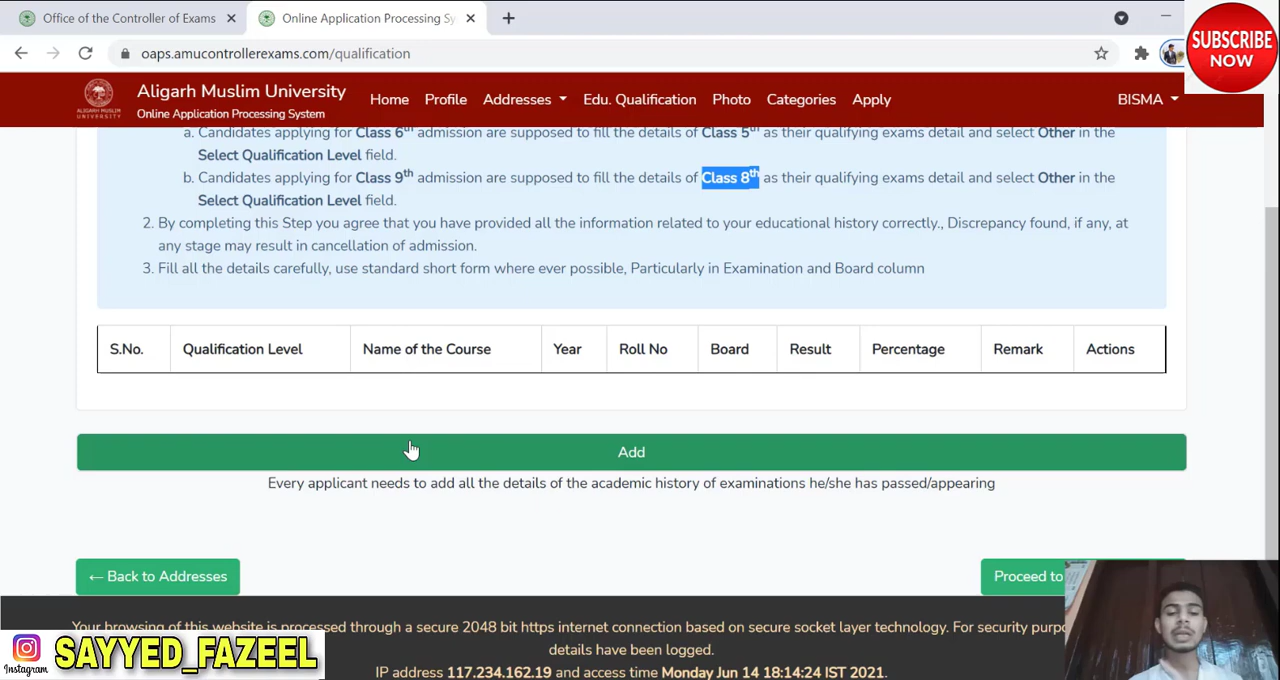 Office of the Controller of Exams
Online Application Processing Sy
SUBSCRIBE
NOW
oaps.amucontrollerexams.com/qualification
Aligarh Muslim University
Online Application Processing System
Home
Profile
Addresses
Edu. Qualification
Photo
Categories
Apply
BISMA
a. Candidates applying for Class 6th admission are supposed to fill the details of Class 5th as their qualifying exams detail and select Other in the
Select Qualification Level field.
b. Candidates applying for Class 9th admission are supposed to fill the details of Class 8th as their qualifying exams detail and select Other in the
Select Qualification Level field.
2. By completing this Step you agree that you have provided all the information related to your educational history correctly., Discrepancy found, if any, at
any stage may result in cancellation of admission.
3. Fill all the details carefully, use standard short form where ever possible, Particularly in Examination and Board column
S.No. Qualification Level Name of the Course Year Roll No Board Result Percentage Remark Actions
Add
Every applicant needs to add all the details of the academic history of examinations he/she has passed/appearing
← Back to Addresses
Proceed to
Your browsing of this website is processed through a secure 2048 bit https internet connection based on secure socket layer technology. For security purpo
details have been logged.
IP address 117.234.162.19 and access time Monday Jun 14 18:14:24 IST 2021.
Instagram
SAYYED_FAZEEL